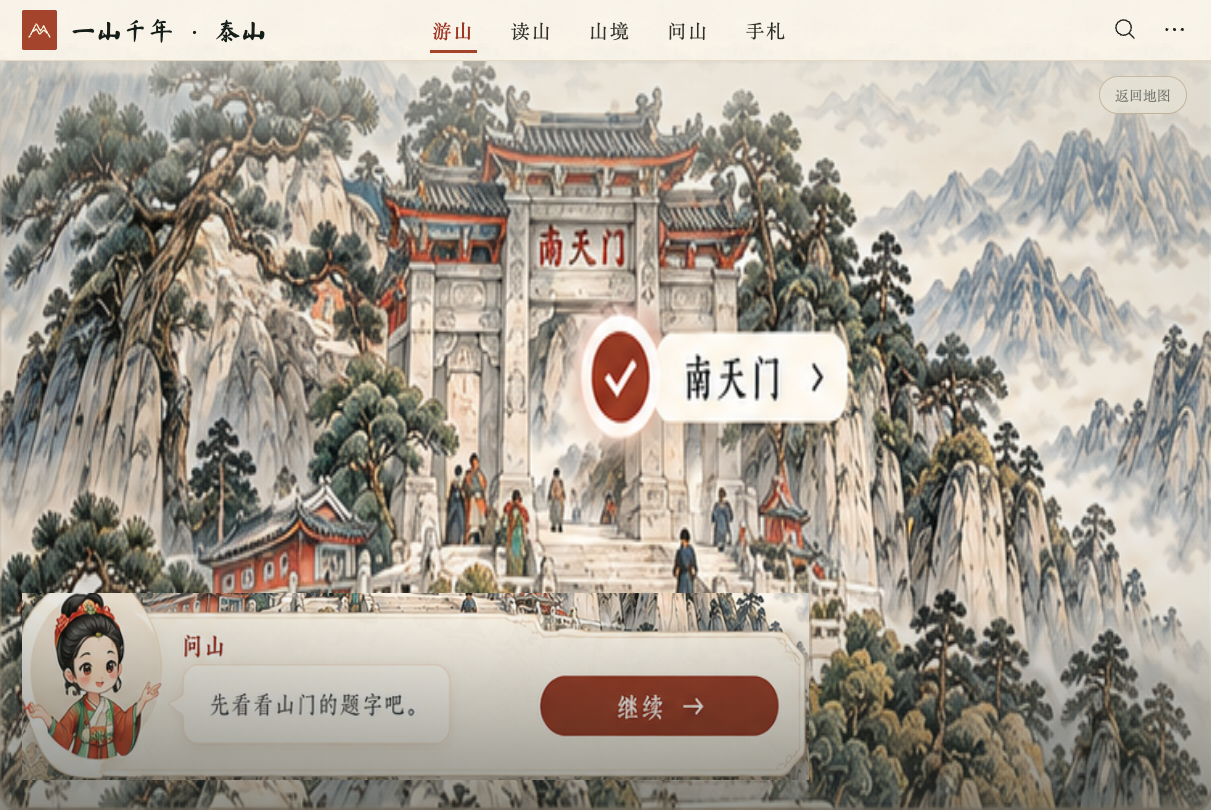 一山千年 · 泰山
游山 读山 山境 问山 手札
返回地图
南天门
南天门
问山
先看看山门的题字吧。
继续